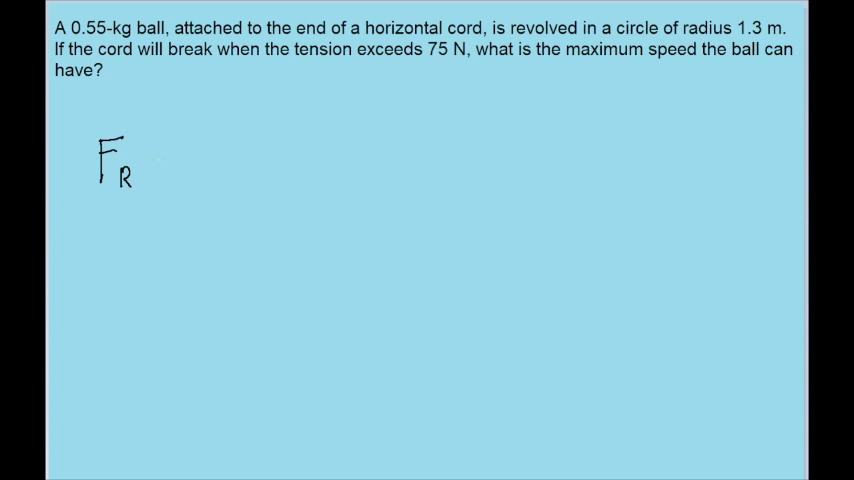 A 0.55-kg ball, attached to the end of a horizontal cord, is revolved in a circle of radius 1.3 m.
If the cord will break when the tension exceeds 75 N, what is the maximum speed the ball can
have?
F_R